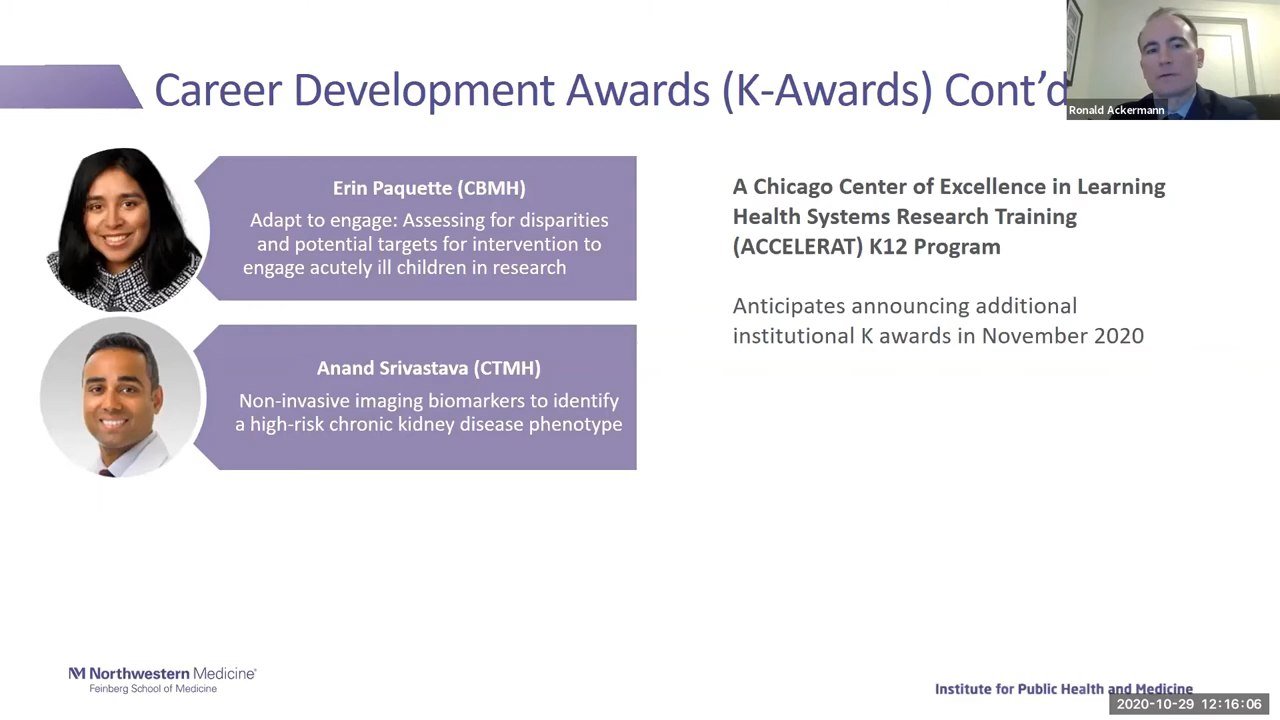 Career Development Awards (K-Awards) Cont'd
Ronald Ackermann
Erin Paquette (CBMH)
Adapt to engage: Assessing for disparities
and potential targets for intervention to
engage acutely ill children in research
Anand Srivastava (CTMH)
Non-invasive imaging biomarkers to identify
a high-risk chronic kidney disease phenotype
A Chicago Center of Excellence in Learning
Health Systems Research Training
(ACCELERAT) K12 Program
Anticipates announcing additional
institutional K awards in November 2020
NM Northwestern Medicine®
Feinberg School of Medicine
Institute for Public Health and Medicine
2020-10-29 12:16:06